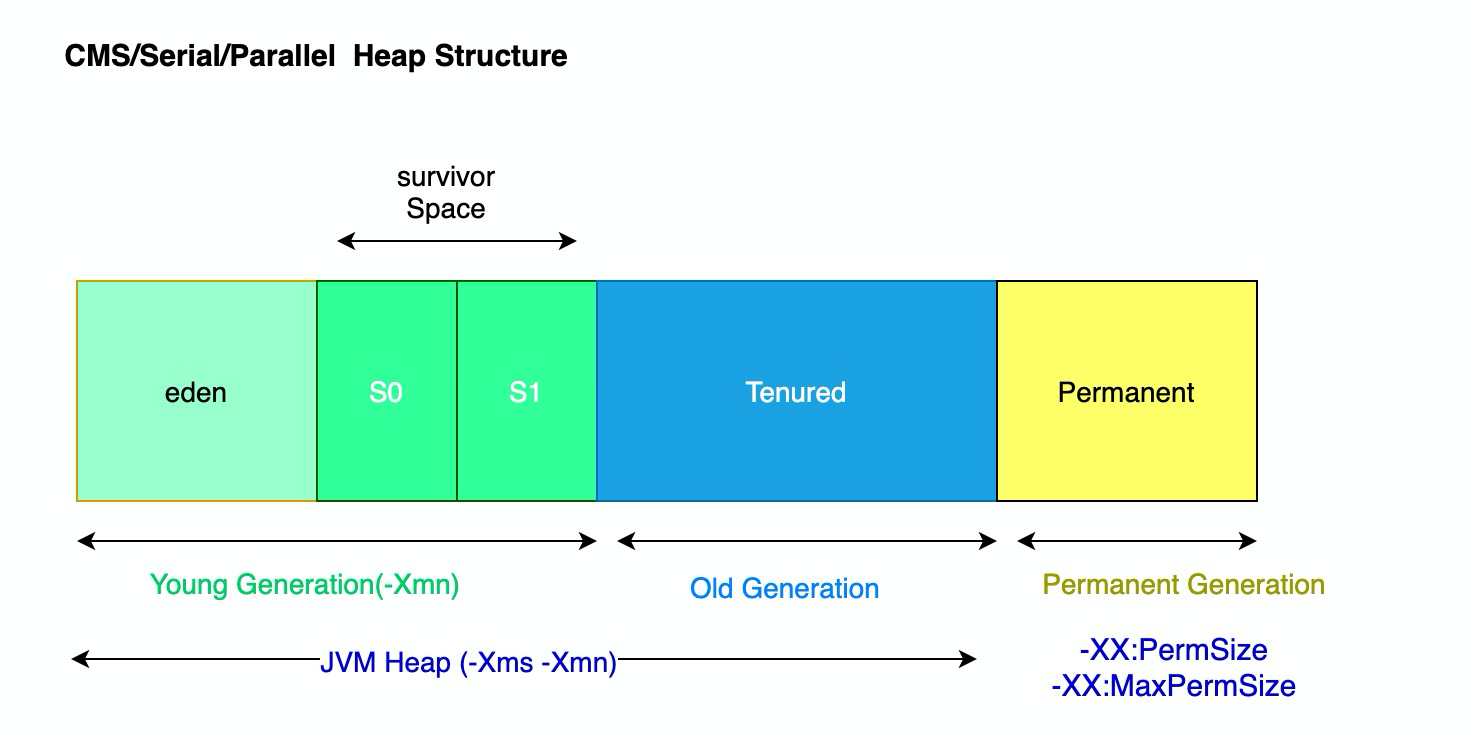 CMS/Serial/Parallel  Heap Structure
survivor
Space
eden
S0
S1
Tenured
Permanent
Young Generation(-Xmn)
Old Generation
Permanent Generation
JVM Heap (-Xms -Xmn)
-XX:PermSize
-XX:MaxPermSize